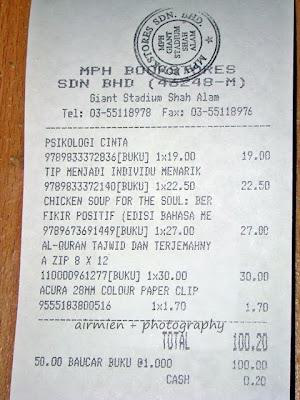 MPH BOOKSTORES SDN. BHD.
MPH
GIANT
STADIUM
SHAH
ALAM
MPH BOOKSTORES
SDN BHD (43248-M)
Giant Stadium Shah Alam
Tel: 03-55118978 Fax: 03-55118976
PSIKOLOGI CINTA
9789833372836[BUKU] 1x19.00 19.00
TIP MENJADI INDIVIDU MENARIK
9789833372140[BUKU] 1x22.50 22.50
CHICKEN SOUP FOR THE SOUL: BER
FIKIR POSITIF (EDISI BAHASA ME
9789673691449[BUKU] 1x27.00 27.00
AL-QURAN TAJWID DAN TERJEMAHNY
A ZIP 8 X 12
110000961277[BUKU] 1x30.00 30.00
ACURA 28MM COLOUR PAPER CLIP
9555183800516 1x1.70 1.70
airmien + photography
TOTAL 100.20
50.00 BAUCAR BUKU @1.000 100.00
CASH 0.20